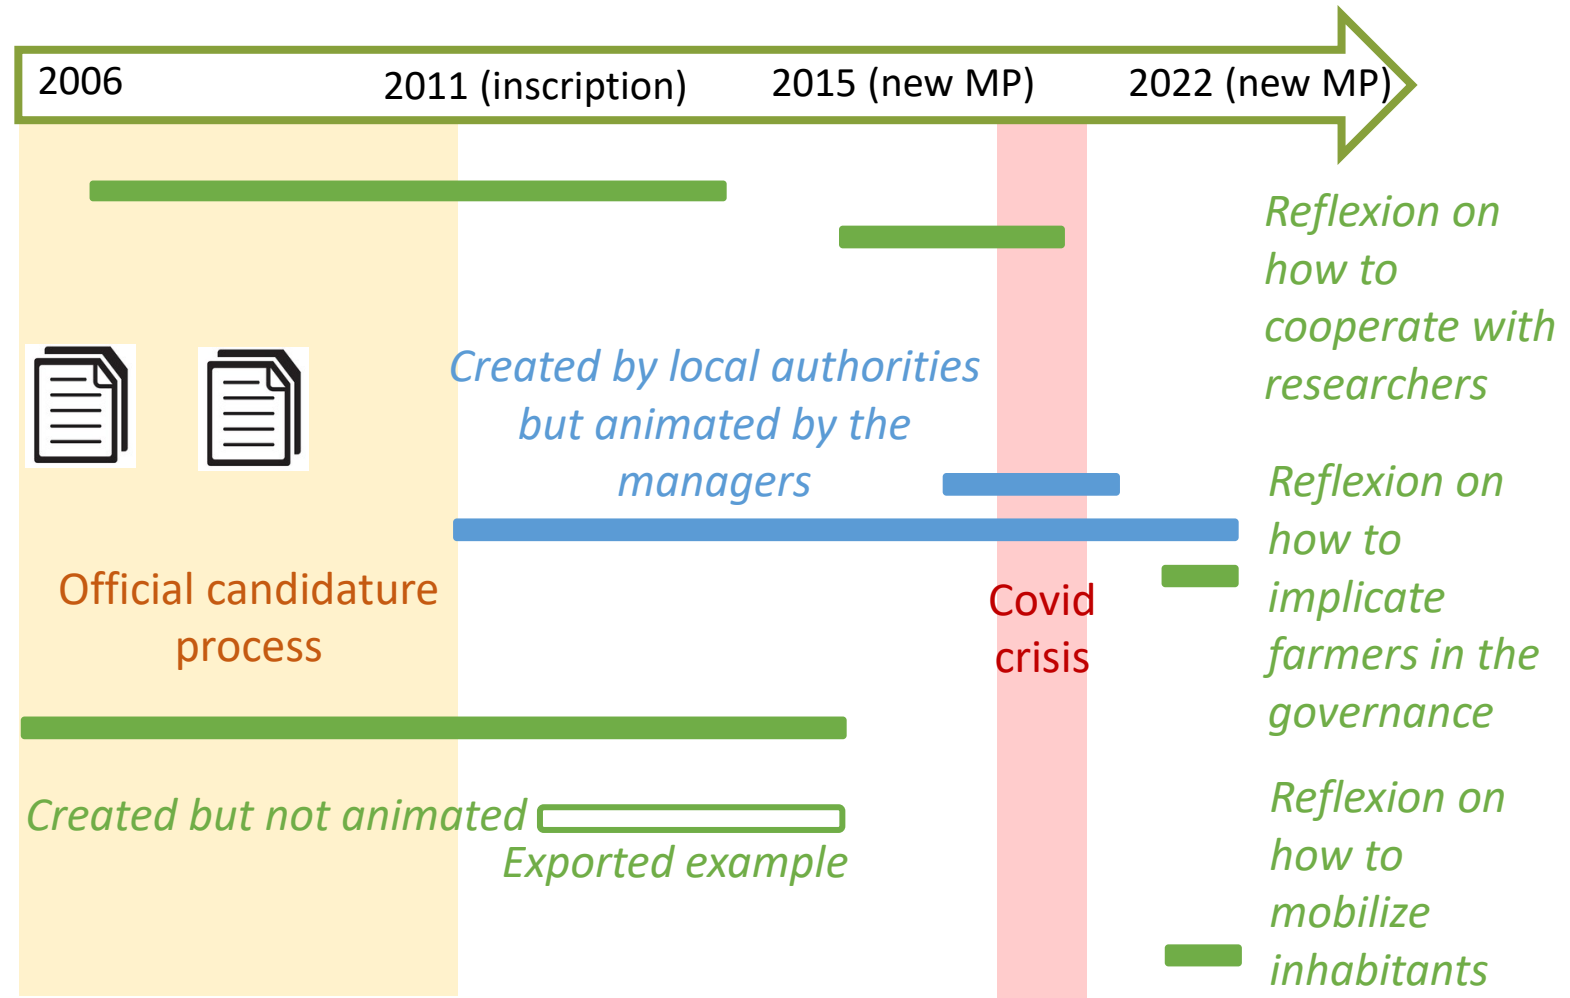 2006
2011 (inscription)
2015 (new MP)
2022 (new MP)
Reflexion on
how to
cooperate with
researchers
Created by local authorities
but animated by the
managers
Reflexion on
how to
implicate
farmers in the
governance
Official candidature
process
Covid
crisis
Created but not animated
Exported example
Reflexion on
how to
mobilize
inhabitants